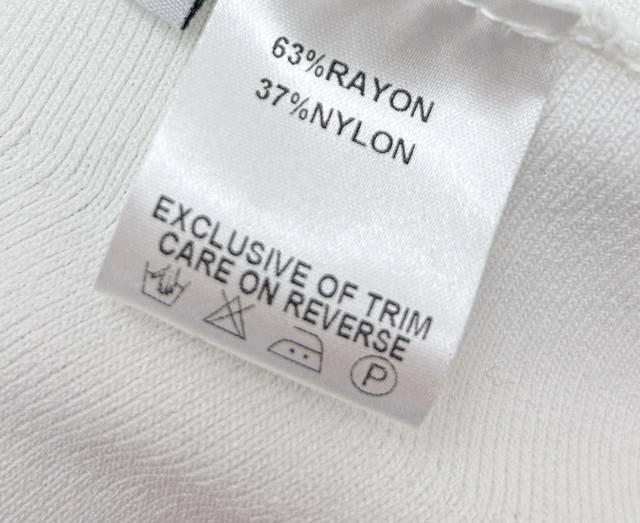 63%RAYON
37%NYLON
EXCLUSIVE OF TRIM
CARE ON REVERSE
P